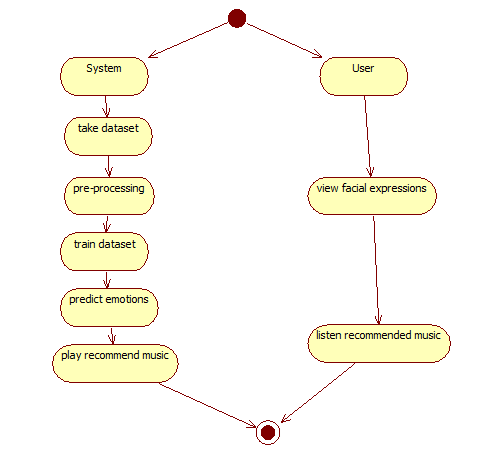 System
User
take dataset
pre-processing
view facial expressions
train dataset
predict emotions
listen recommended music
play recommend music